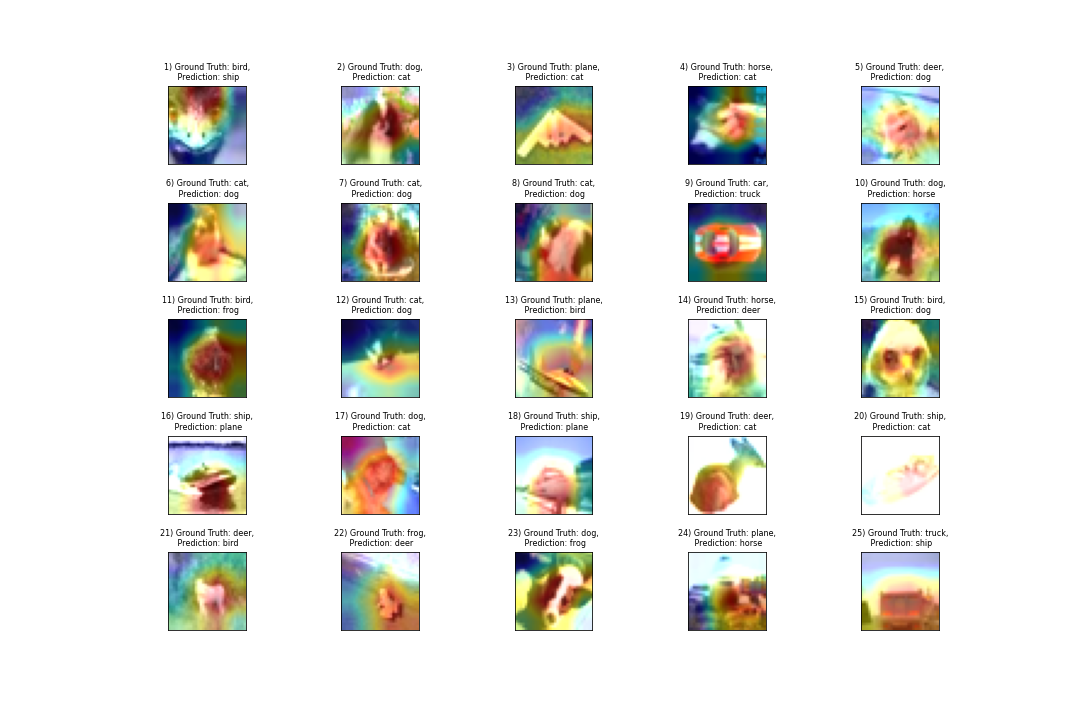 1) Ground Truth: bird,
Prediction: ship
2) Ground Truth: dog,
Prediction: cat
3) Ground Truth: plane,
Prediction: cat
4) Ground Truth: horse,
Prediction: cat
5) Ground Truth: deer,
Prediction: dog
6) Ground Truth: cat,
Prediction: dog
7) Ground Truth: cat,
Prediction: dog
8) Ground Truth: cat,
Prediction: dog
9) Ground Truth: car,
Prediction: truck
10) Ground Truth: dog,
Prediction: horse
11) Ground Truth: bird,
Prediction: frog
12) Ground Truth: cat,
Prediction: dog
13) Ground Truth: plane,
Prediction: bird
14) Ground Truth: horse,
Prediction: deer
15) Ground Truth: bird,
Prediction: dog
16) Ground Truth: ship,
Prediction: plane
17) Ground Truth: dog,
Prediction: cat
18) Ground Truth: ship,
Prediction: plane
19) Ground Truth: deer,
Prediction: cat
20) Ground Truth: ship,
Prediction: cat
21) Ground Truth: deer,
Prediction: bird
22) Ground Truth: frog,
Prediction: deer
23) Ground Truth: dog,
Prediction: frog
24) Ground Truth: plane,
Prediction: horse
25) Ground Truth: truck,
Prediction: ship